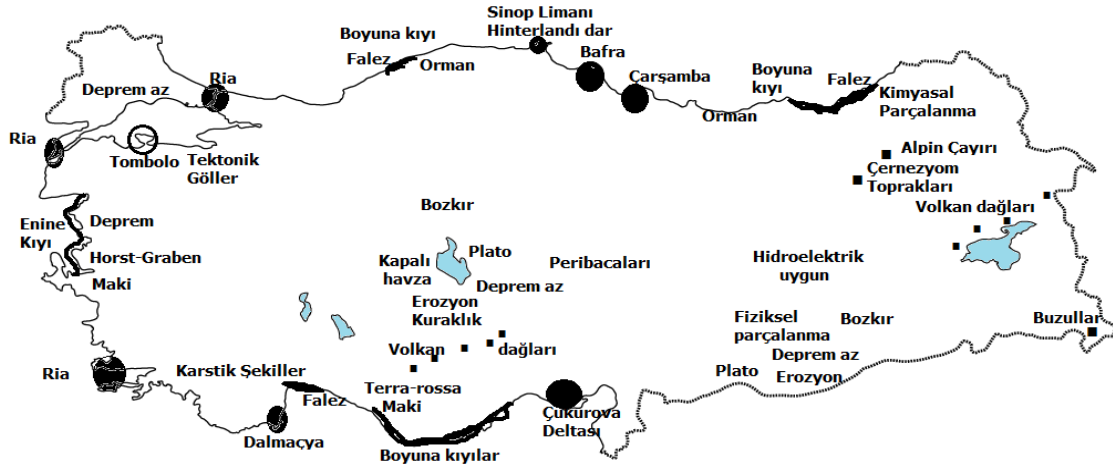 Sinop Limanı
Hinterlandı dar
Boyuna kıyı
Falez
Orman
Bafra
Çarşamba
Boyuna
kıyı
Falez
Kimyasal
Parçalanma
Ria
Deprem az
Orman
Ria
Tombolo
Tektonik
Göller
Alpin Çayırı
Çernezyom
Toprakları
Bozkır
Volkan dağları
Enine
Kıyı
Deprem
Horst-Graben
Maki
Kapalı
havza
Plato
Peribacaları
Deprem az
Hidroelektrik
uygun
Erozyon
Kuraklık
Fiziksel
parçalanma
Bozkır
Buzullar
Volkan
dağları
Deprem az
Ria
Karstik Şekiller
Plato
Erozyon
Terra-rossa
Maki
Falez
Çukurova
Deltası
Dalmaçya
Boyuna kıyılar